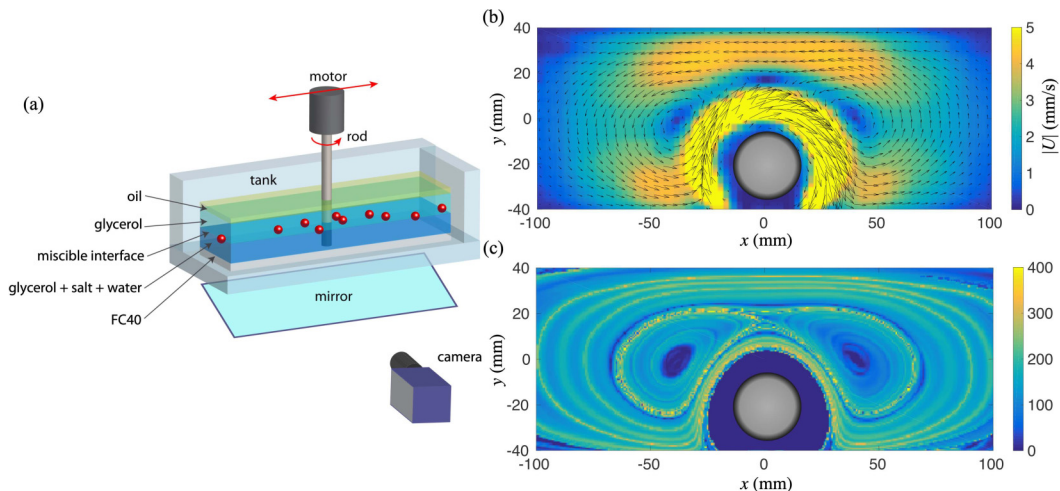 (a)
motor
rod
tank
oil
glycerol
miscible interface
glycerol + salt + water
FC40
mirror
camera
(b)
40
20
0
-20
-40
y (mm)
-100
-50
0
50
100
x (mm)
5
4
3
2
1
0
|U| (mm/s)
(c)
40
20
0
-20
-40
y (mm)
-100
-50
0
50
100
x (mm)
400
300
200
100
0